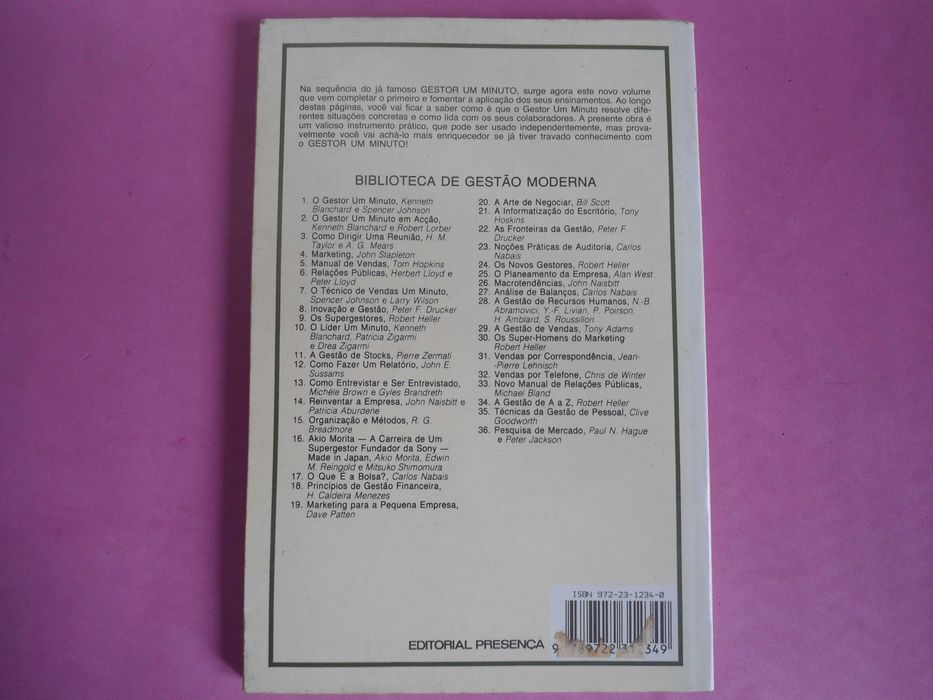 Na sequência do já famoso GESTOR UM MINUTO, surge agora este novo volume
que vem completar o primeiro e fomentar a aplicação dos seus ensinamentos. Ao longo
destas páginas, você vai ficar a saber como é que o Gestor Um Minuto resolve dife-
rentes situações concretas e como lida com os seus colaboradores. A presente obra é
um valioso instrumento prático, que pode ser usado independentemente, mas prova-
velmente você vai achá-lo mais enriquecedor se já tiver travado conhecimento com
o GESTOR UM MINUTO!
BIBLIOTECA DE GESTÃO MODERNA
1. O Gestor Um Minuto, Kenneth
Blanchard e Spencer Johnson
2. O Gestor Um Minuto em Acção,
Kenneth Blanchard e Robert Lorber
3. Como Dirigir Uma Reunião, H. M.
Taylor e A. G. Mears
4. Marketing, John Stapleton
5. Manual de Vendas, Tom Hopkins
6. Relações Públicas, Herbert Lloyd e
Peter Lloyd
7. O Técnico de Vendas Um Minuto,
Spencer Johnson e Larry Wilson
8. Inovação e Gestão, Peter F. Drucker
9. Os Supergestores, Robert Heller
10. O Líder Um Minuto, Kenneth
Blanchard, Patricia Zigarmi
e Drea Zigarmi
11. A Gestão de Stocks, Pierre Zermati
12. Como Fazer Um Relatório, John E.
Sussams
13. Como Entrevistar e Ser Entrevistado,
Michèle Brown e Gyles Brandreth
14. Reinventar a Empresa, John Naisbitt e
Patricia Aburdene
15. Organização e Métodos, R. G.
Breadmore
16. Akio Morita — A Carreira de Um
Supergestor Fundador da Sony —
Made in Japan, Akio Morita, Edwin
M. Reingold e Mitsuko Shimomura
17. O Que É a Bolsa?, Carlos Nabais
18. Princípios de Gestão Financeira,
H. Caldeira Menezes
19. Marketing para a Pequena Empresa,
Dave Patten
20. A Arte de Negociar, Bill Scott
21. A Informatização do Escritório, Tony
Hoskins
22. As Fronteiras da Gestão, Peter F.
Drucker
23. Noções Práticas de Auditoria, Carlos
Nabais
24. Os Novos Gestores, Robert Heller
25. O Planeamento da Empresa, Alan West
26. Macrotendências, John Naisbitt
27. Análise de Balanços, Carlos Nabais
28. A Gestão de Recursos Humanos, N.-B.
Abramovici, Y.-F. Livian, P. Poirson,
H. Amblard, S. Roussillon
29. A Gestão de Vendas, Tony Adams
30. Os Super-Homens do Marketing
Robert Heller
31. Vendas por Correspondência, Jean-
-Pierre Lehnisch
32. Vendas por Telefone, Chris de Winter
33. Novo Manual de Relações Públicas,
Michael Bland
34. A Gestão de A a Z, Robert Heller
35. Técnicas da Gestão de Pessoal, Clive
Goodworth
36. Pesquisa de Mercado, Paul N. Hague
e Peter Jackson
ISBN 972-23-1234-0
EDITORIAL PRESENÇA